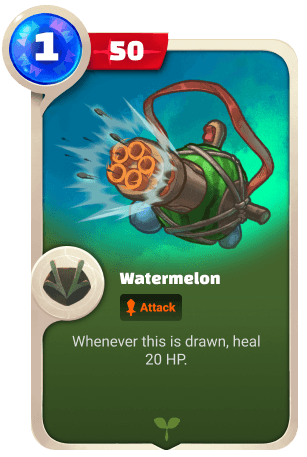 1
50
Watermelon
Attack
Whenever this is drawn, heal
20 HP.